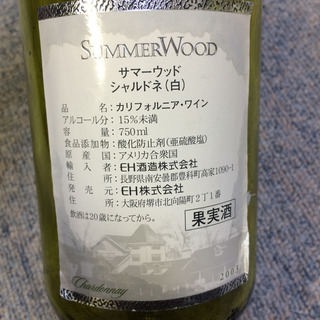 SUMMERWOOD
サマーウッド
シャルドネ(白)
品名:カリフォルニア・ワイン
アルコール分:15%未満
容量:750ml
食品添加物:酸化防止剤(亜硫酸塩)
原産国:アメリカ合衆国
輸入者:EH酒造株式会社
住所:長野県南安曇郡豊科町高家1090-1
発売元:EH株式会社
住所:大阪府堺市北向陽町2丁1番
飲酒は20歳になってから。
果実酒
Chardonnay